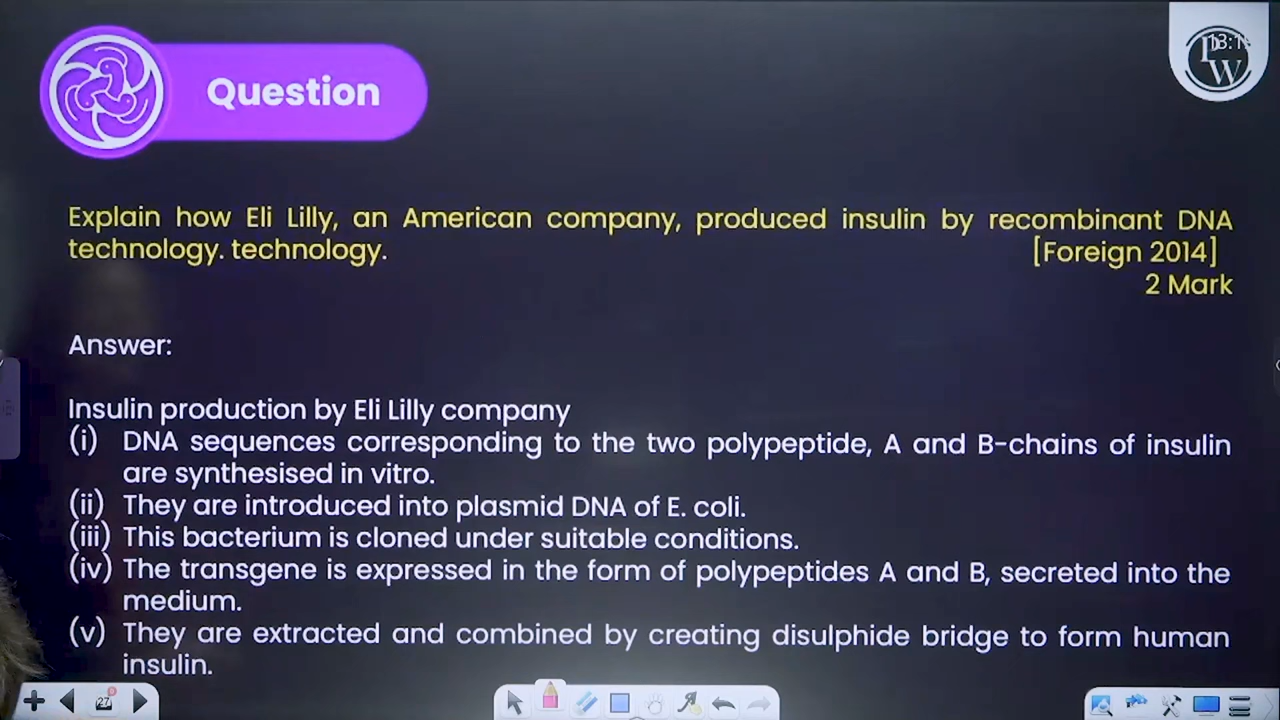 Question
Explain how Eli Lilly, an American company, produced insulin by recombinant DNA
technology. technology. [Foreign 2014]
2 Mark
Answer:
Insulin production by Eli Lilly company
(i) DNA sequences corresponding to the two polypeptide, A and B-chains of insulin
are synthesised in vitro.
(ii) They are introduced into plasmid DNA of E. coli.
(iii) This bacterium is cloned under suitable conditions.
(iv) The transgene is expressed in the form of polypeptides A and B, secreted into the
medium.
(v) They are extracted and combined by creating disulphide bridge to form human
insulin.
27